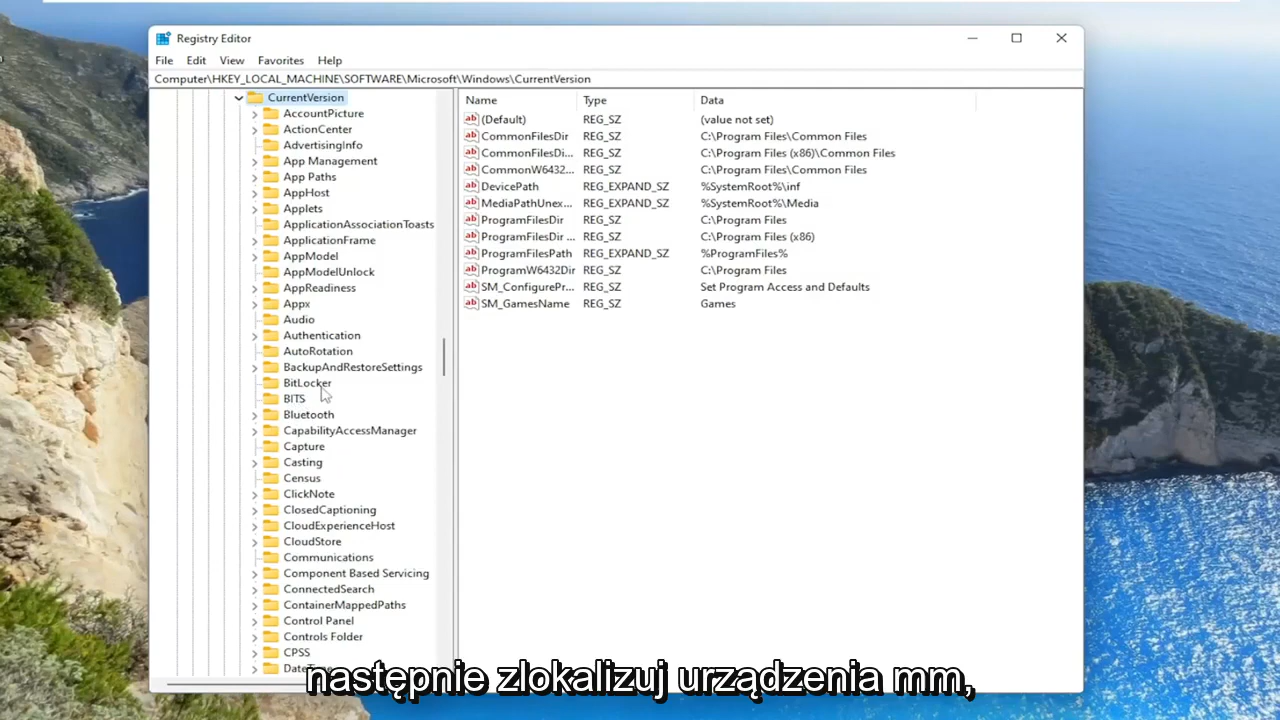 Registry Editor
File Edit View Favorites Help
Computer\HKEY_LOCAL_MACHINE\SOFTWARE\Microsoft\Windows\CurrentVersion
CurrentVersion
AccountPicture
ActionCenter
AdvertisingInfo
App Management
App Paths
AppHost
Applets
ApplicationAssociationToasts
ApplicationFrame
AppModel
AppModelUnlock
AppReadiness
Appx
Audio
Authentication
AutoRotation
BackupAndRestoreSettings
BitLocker
BITS
Bluetooth
CapabilityAccessManager
Capture
Casting
Census
ClickNote
ClosedCaptioning
CloudExperienceHost
CloudStore
Communications
Component Based Servicing
ConnectedSearch
ContainerMappedPaths
Control Panel
Controls Folder
CPSS
Name Type Data
(Default) REG_SZ (value not set)
CommonFilesDir REG_SZ C:\Program Files\Common Files
CommonFilesDi... REG_SZ C:\Program Files (x86)\Common Files
CommonW6432... REG_SZ C:\Program Files\Common Files
DevicePath REG_EXPAND_SZ %SystemRoot%\inf
MediaPathUnex... REG_EXPAND_SZ %SystemRoot%\Media
ProgramFilesDir REG_SZ C:\Program Files
ProgramFilesDir ... REG_SZ C:\Program Files (x86)
ProgramFilesPath REG_EXPAND_SZ %ProgramFiles%
ProgramW6432Dir REG_SZ C:\Program Files
SM_ConfigurePr... REG_SZ Set Program Access and Defaults
SM_GamesName REG_SZ Games
następnie zlokalizuj urządzenia mm,